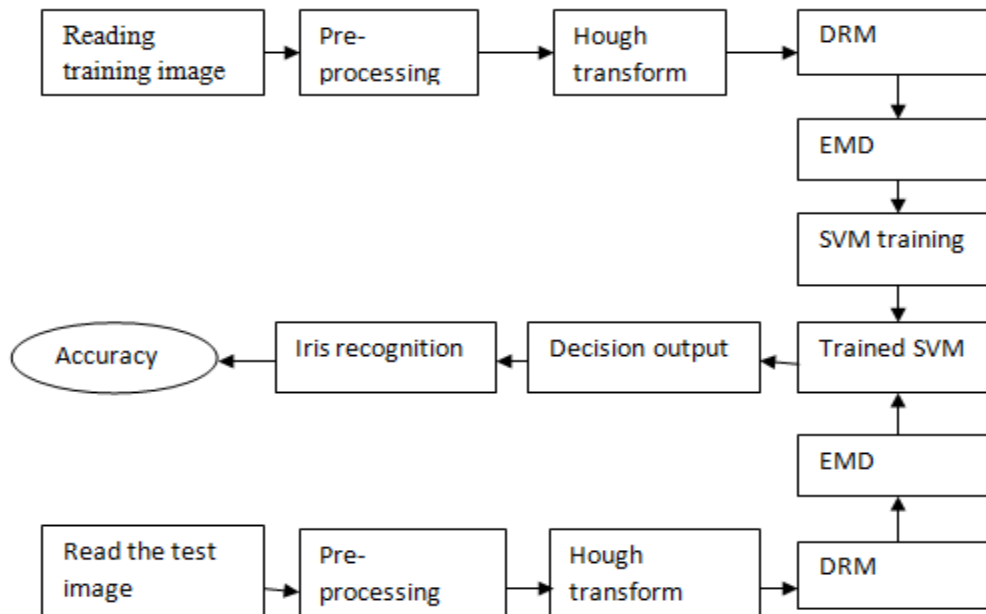 Reading
training image
Pre-
processing
Hough
transform
DRM
EMD
SVM training
Accuracy
Iris recognition
Decision output
Trained SVM
EMD
Read the test
image
Pre-
processing
Hough
transform
DRM